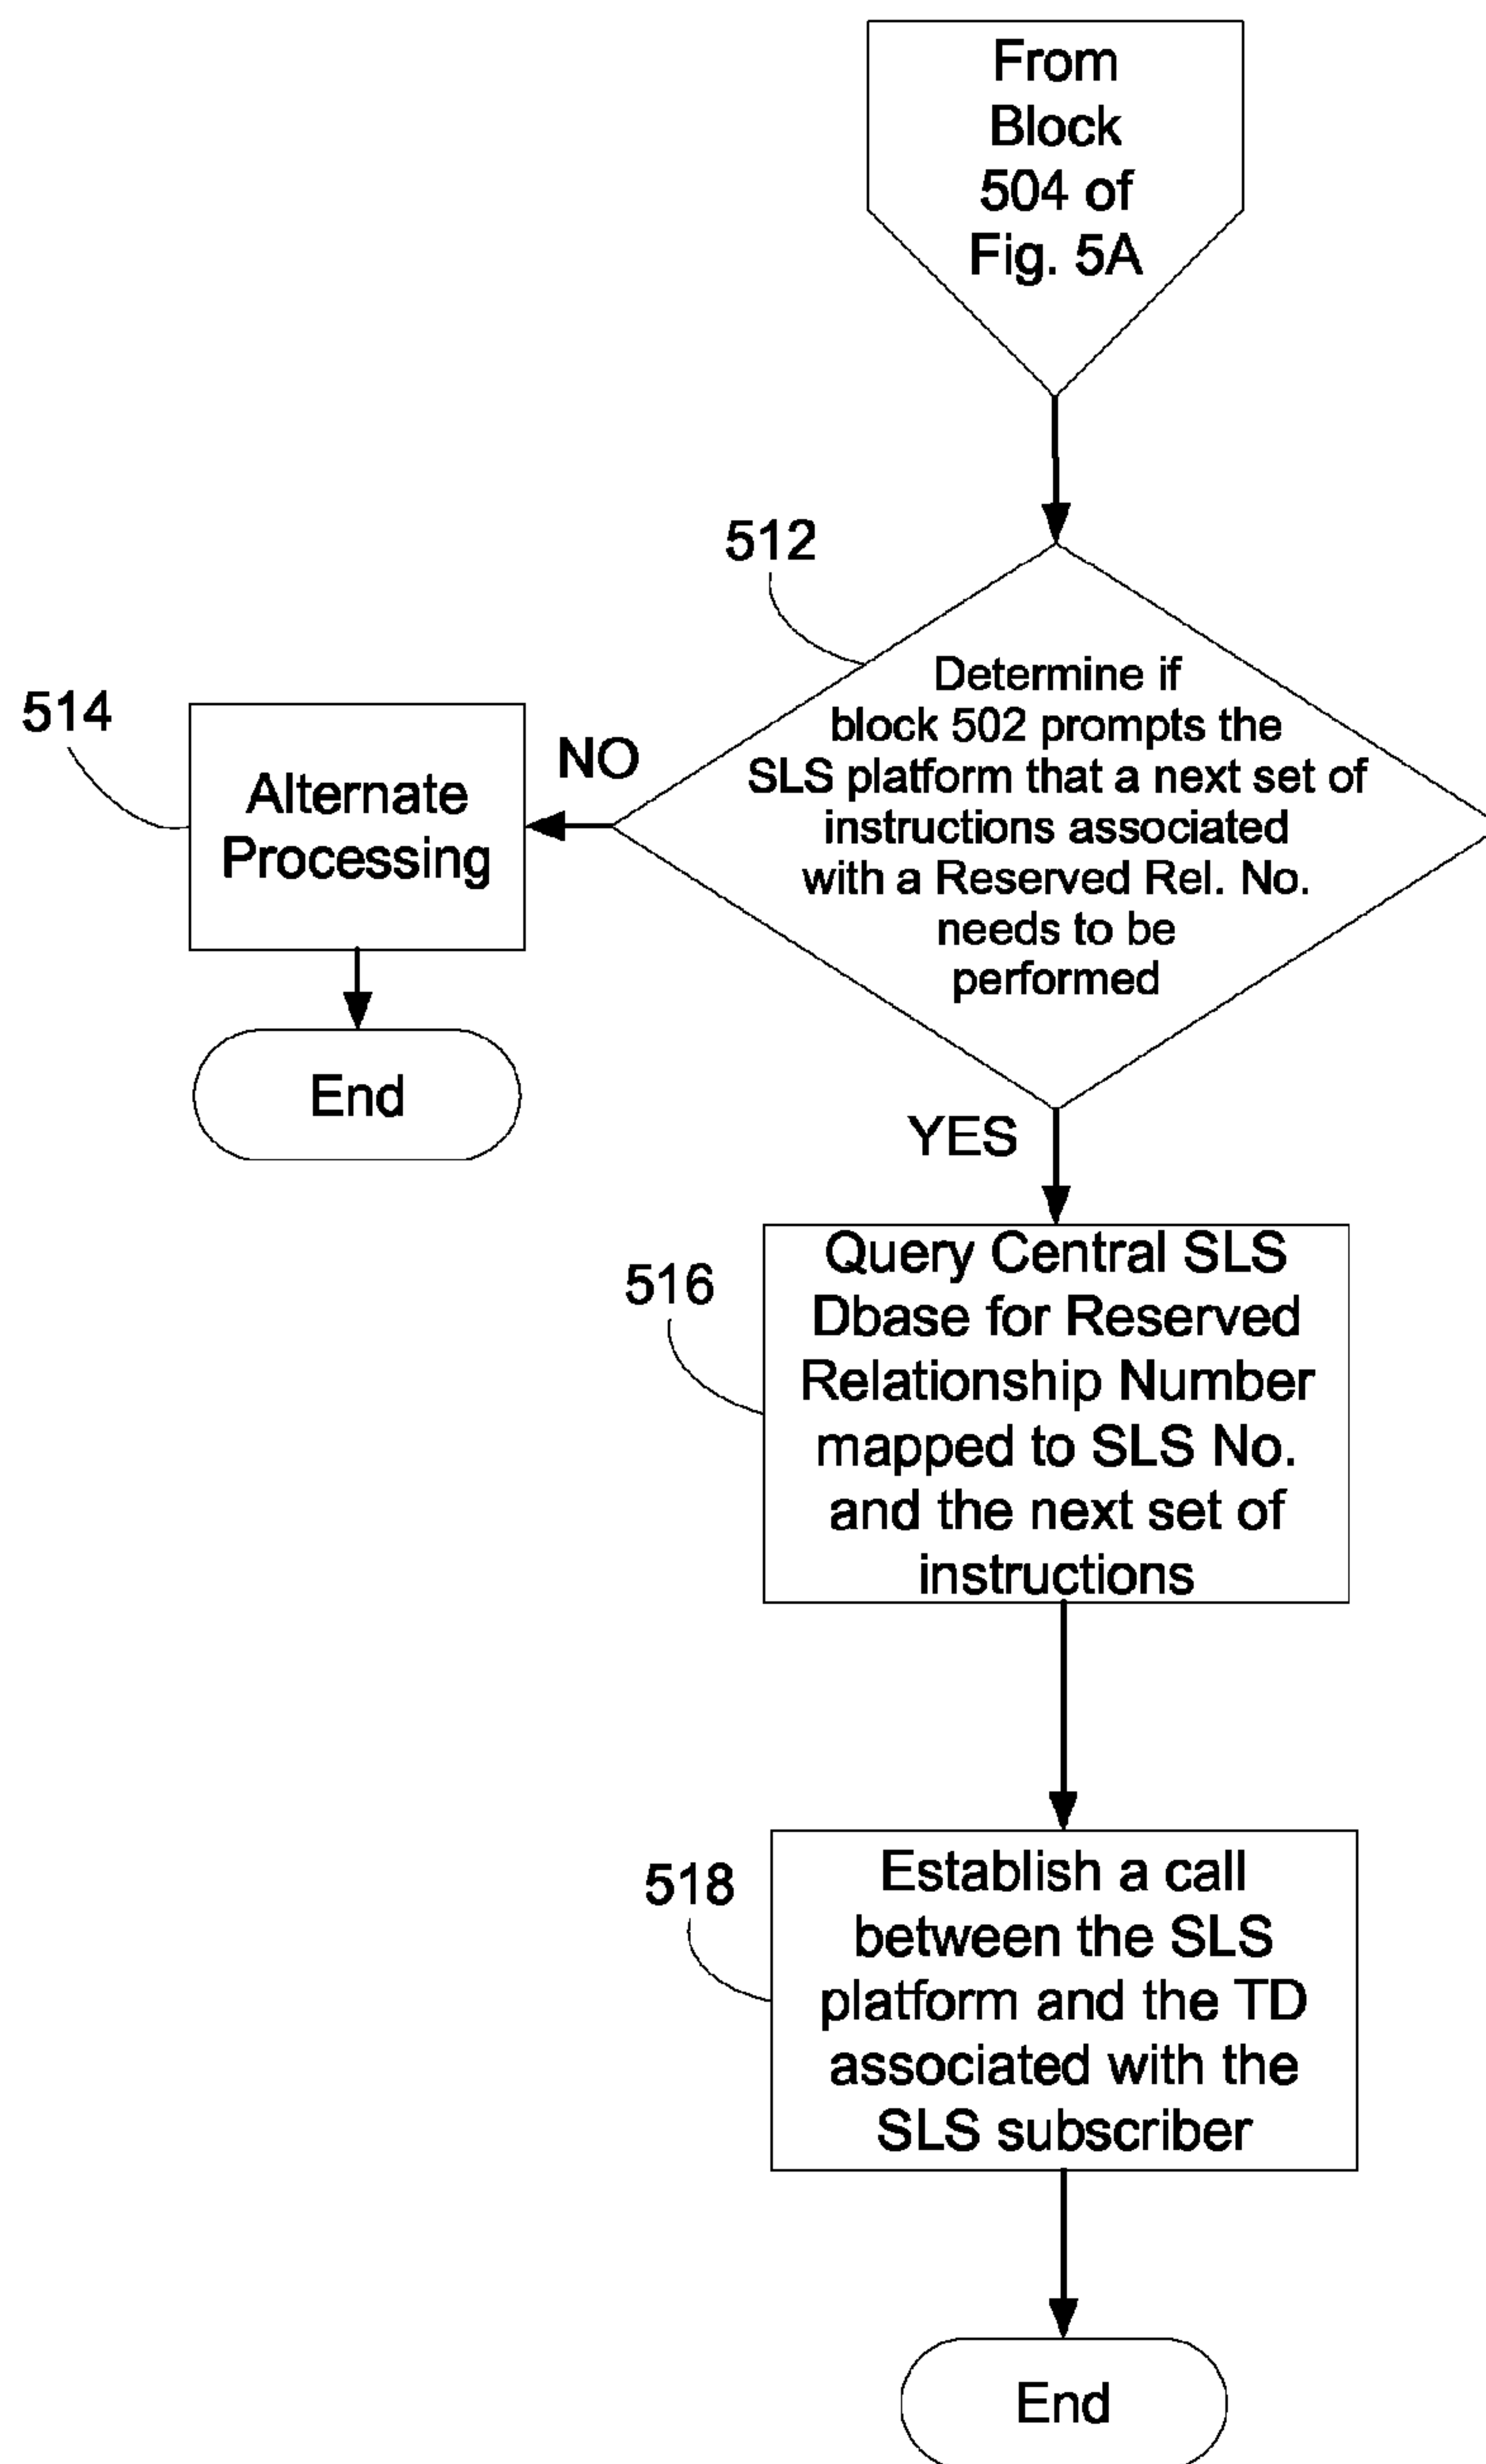 From
Block
504 of
Fig. 5A
512
Determine if
block 502 prompts the
SLS platform that a next set of
instructions associated
with a Reserved Rel. No.
needs to be
performed
NO
514
Alternate
Processing
End
YES
516
Query Central SLS
Dbase for Reserved
Relationship Number
mapped to SLS No.
and the next set of
instructions
518
Establish a call
between the SLS
platform and the TD
associated with the
SLS subscriber
End